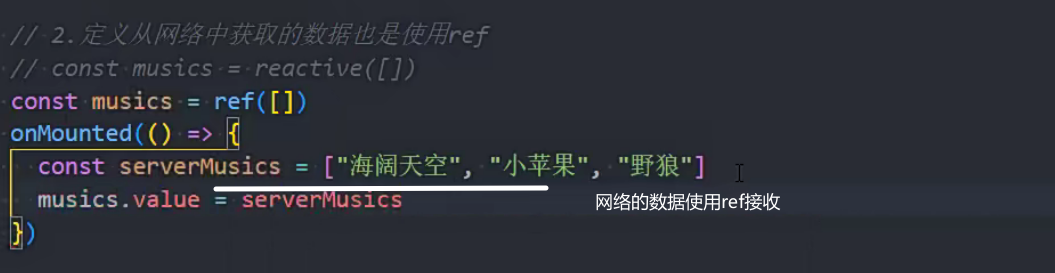 // 2.定义从网络中获取的数据也是使用ref
// const musics = reactive([])
const musics = ref([])
onMounted(() => {
const serverMusics = ["海阔天空", "小苹果", "野狼"]
musics.value = serverMusics
网络的数据使用ref接收
})